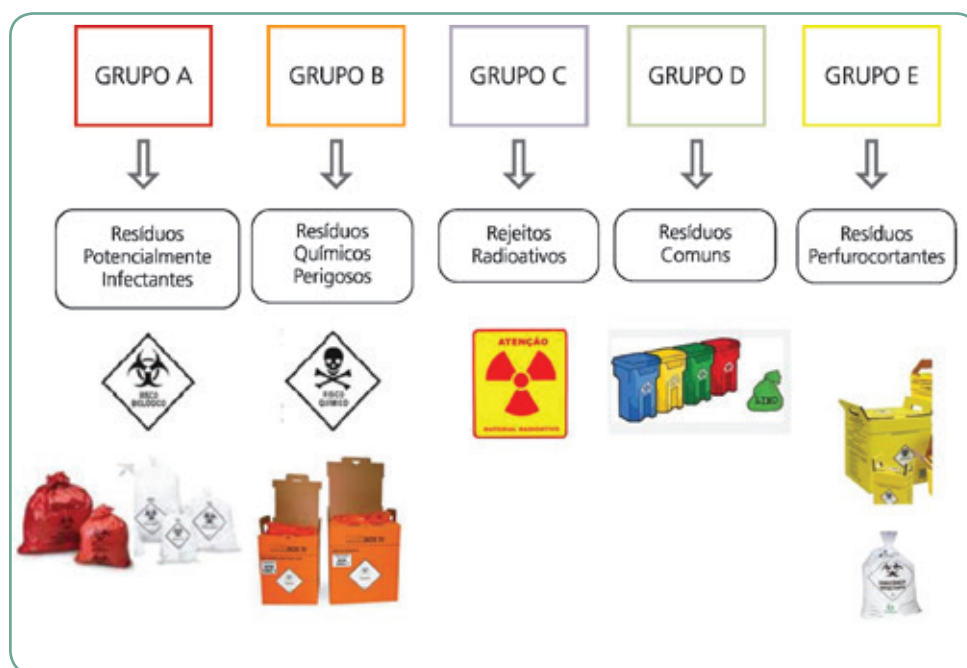 GRUPO A
GRUPO B
GRUPO C
GRUPO D
GRUPO E
Resíduos
Potencialmente
Infectantes
Resíduos
Químicos
Perigosos
Rejeitos
Radioativos
Resíduos
Comuns
Resíduos
Perfurocortantes
RISCO
BIOLÓGICO
RISCO
QUÍMICO
ATENÇÃO
MATERIAL RADIOATIVO
LIXO